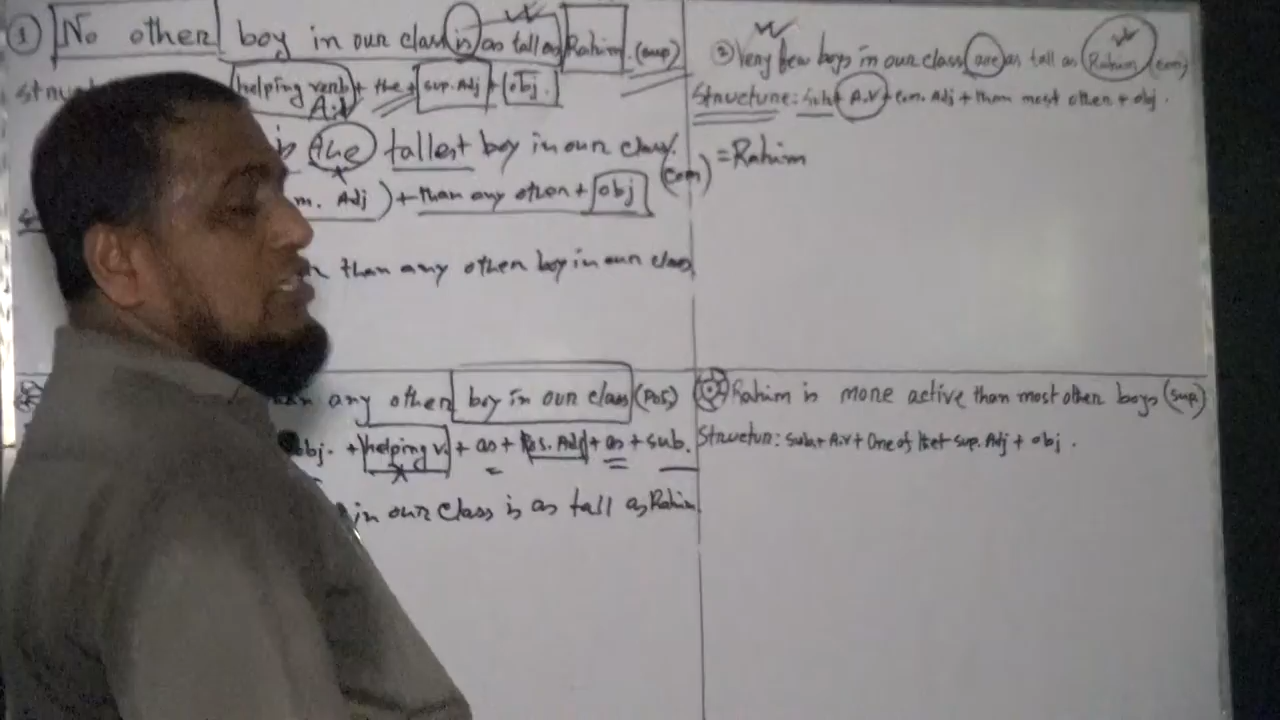 ① No other boy in our class is as tall as Rahim. (sup)
helping verb + the + sup. Adj + obj.
A.V
is the tallest boy in our class.
m. Adj) + than any other + obj (com)
than any other boy in our class
any other boy in our class (Pos)
obj. + helping v. + as + Pos. Adj + as + sub.
in our class is as tall as Rahim
② Very few boys in our class are as tall as Rahim (com)
Structure: Sub + A.V + com. Adj + than most other + obj.
= Rahim
Rahim is more active than most other boys (sup)
Structur: Sub + A.V + One of the + sup. Adj + obj.